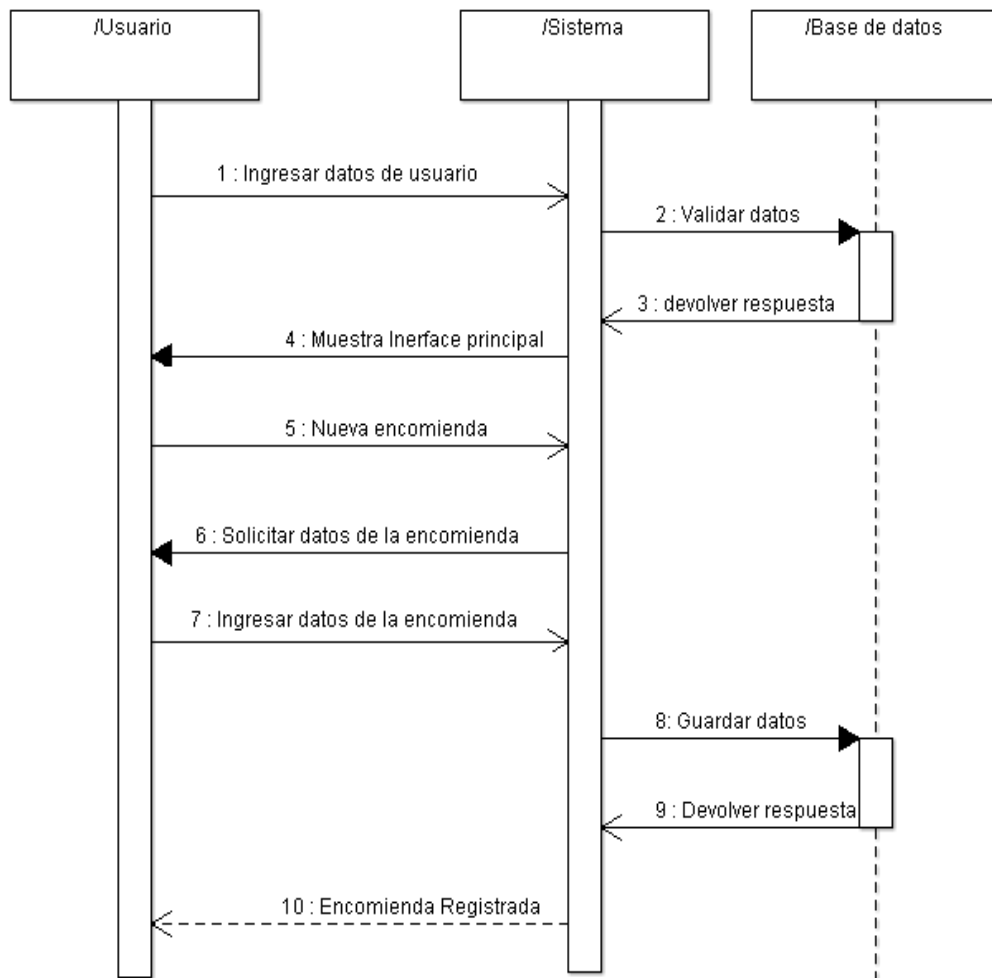 /Usuario
/Sistema
/Base de datos
1 : Ingresar datos de usuario
2 : Validar datos
3 : devolver respuesta
4 : Muestra Inerface principal
5 : Nueva encomienda
6 : Solicitar datos de la encomienda
7 : Ingresar datos de la encomienda
8: Guardar datos
9 : Devolver respuesta
10 : Encomienda Registrada